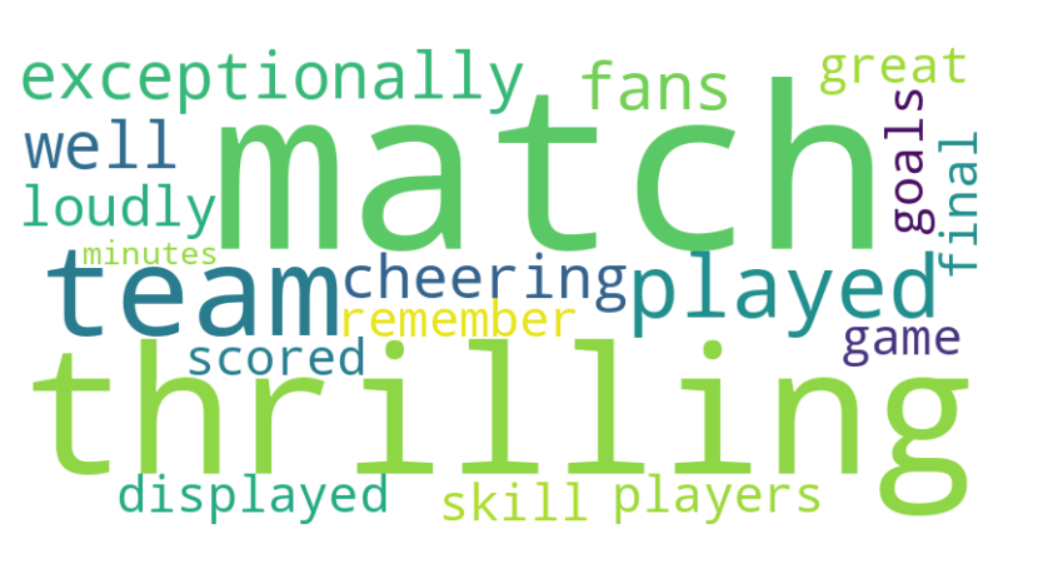 exceptionally
fans
great
well
match
goals
final
loudly
minutes
team
cheering
played
remember
scored
game
thrilling
displayed
skill
players